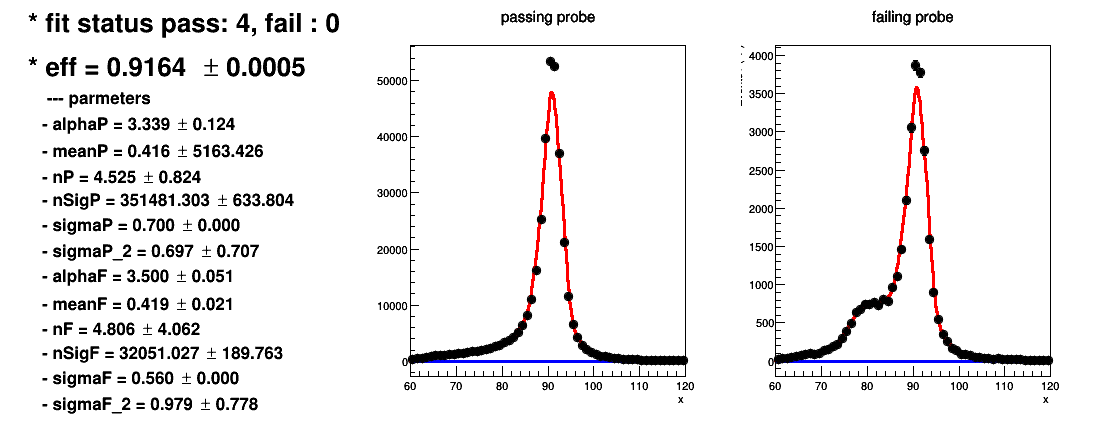 * fit status pass: 4, fail : 0
* eff = 0.9164 ± 0.0005
--- parmeters
- alphaP = 3.339 ± 0.124
- meanP = 0.416 ± 5163.426
- nP = 4.525 ± 0.824
- nSigP = 351481.303 ± 633.804
- sigmaP = 0.700 ± 0.000
- sigmaP_2 = 0.697 ± 0.707
- alphaF = 3.500 ± 0.051
- meanF = 0.419 ± 0.021
- nF = 4.806 ± 4.062
- nSigF = 32051.027 ± 189.763
- sigmaF = 0.560 ± 0.000
- sigmaF_2 = 0.979 ± 0.778
passing probe
50000
40000
30000
20000
10000
0
60 70 80 90 100 110 120
x
failing probe
4000
3500
3000
2500
2000
1500
1000
500
0
60 70 80 90 100 110 120
x